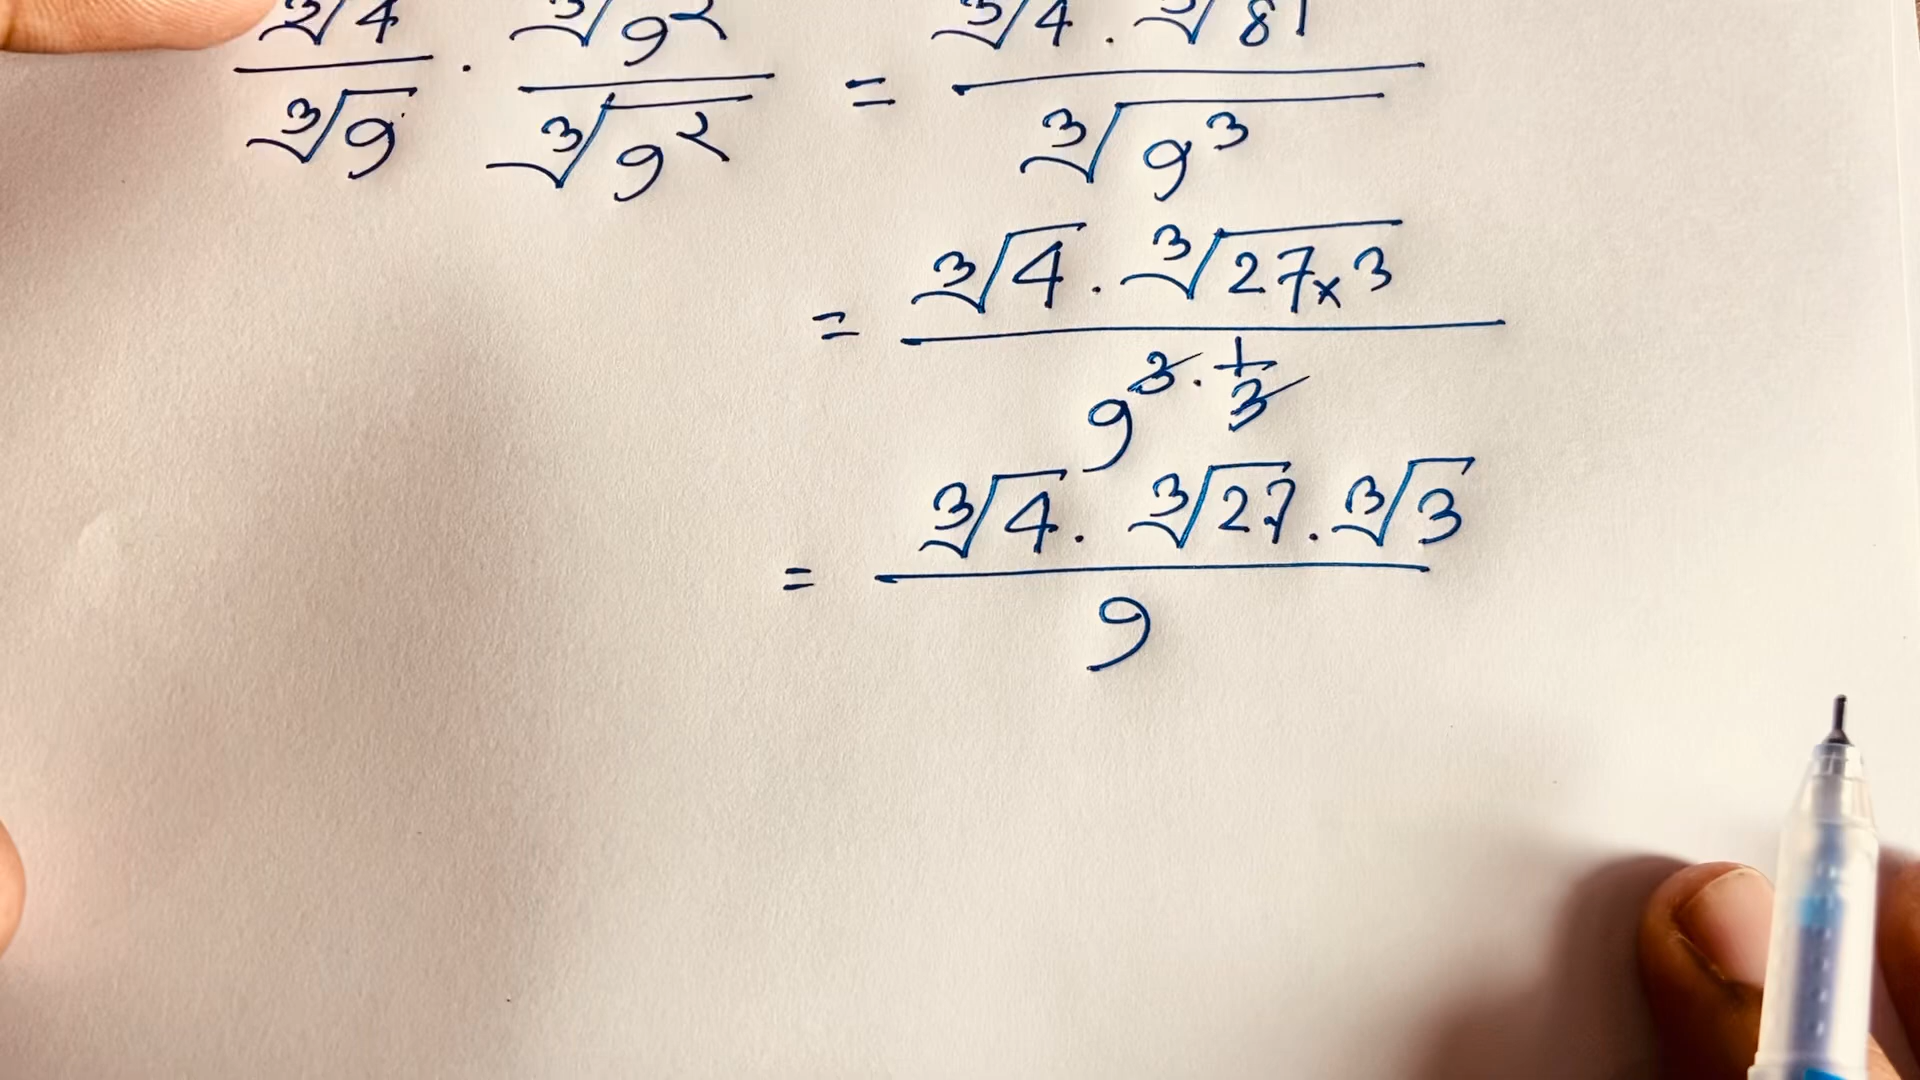 ∛4/∛9 · ∛9²/∛9² = ∛4 · ∛81/∛9³
= ∛4 · ∛27×3/9^(3 · 1/3)
= ∛4 · ∛27 · ∛3/9